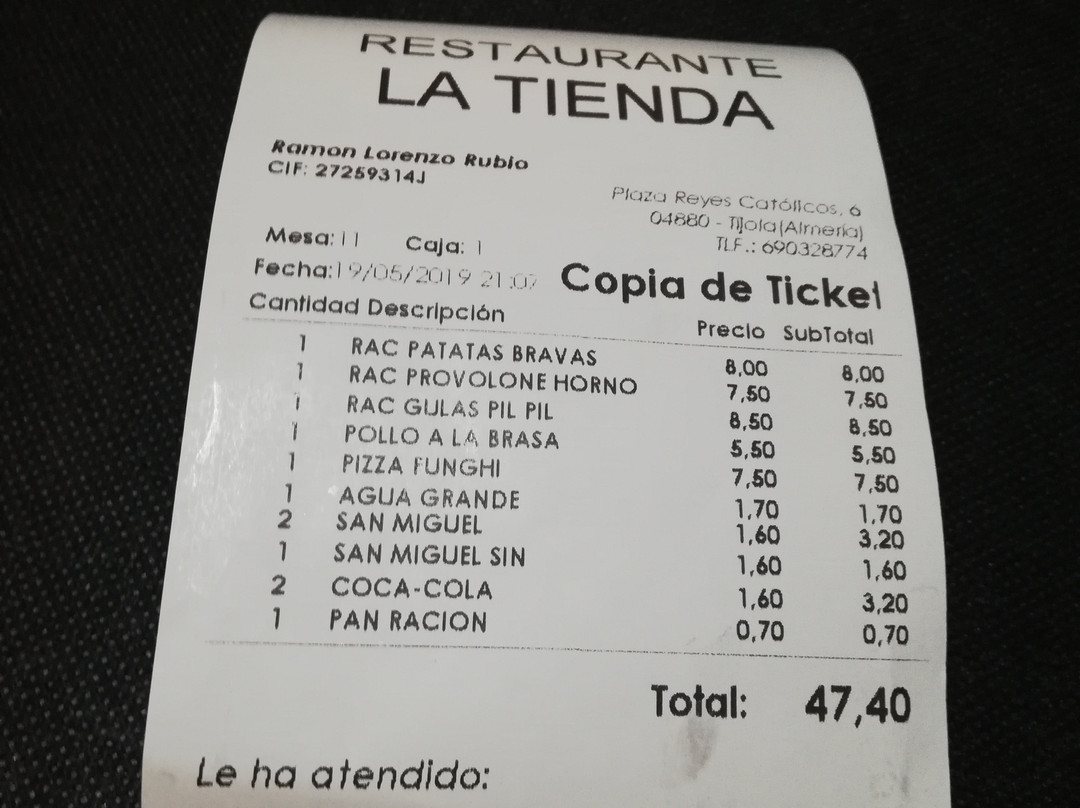 RESTAURANTE
LA TIENDA
Ramon Lorenzo Rubio
CIF: 27259314J
Plaza Reyes Católicos, 6
04880 - Tíjola (Almería)
TLF.: 690328774
Mesa: 11 Caja: 1
Fecha: 19/05/2019 21:07 Copia de Ticket
Cantidad Descripción Precio SubTotal
1 RAC PATATAS BRAVAS 8,00 8,00
1 RAC PROVOLONE HORNO 7,50 7,50
1 RAC GULAS PIL PIL 8,50 8,50
1 POLLO A LA BRASA 5,50 5,50
1 PIZZA FUNGHI 7,50 7,50
1 AGUA GRANDE 1,70 1,70
2 SAN MIGUEL 1,60 3,20
1 SAN MIGUEL SIN 1,60 1,60
2 COCA-COLA 1,60 3,20
1 PAN RACION 0,70 0,70
Total: 47,40
Le ha atendido: